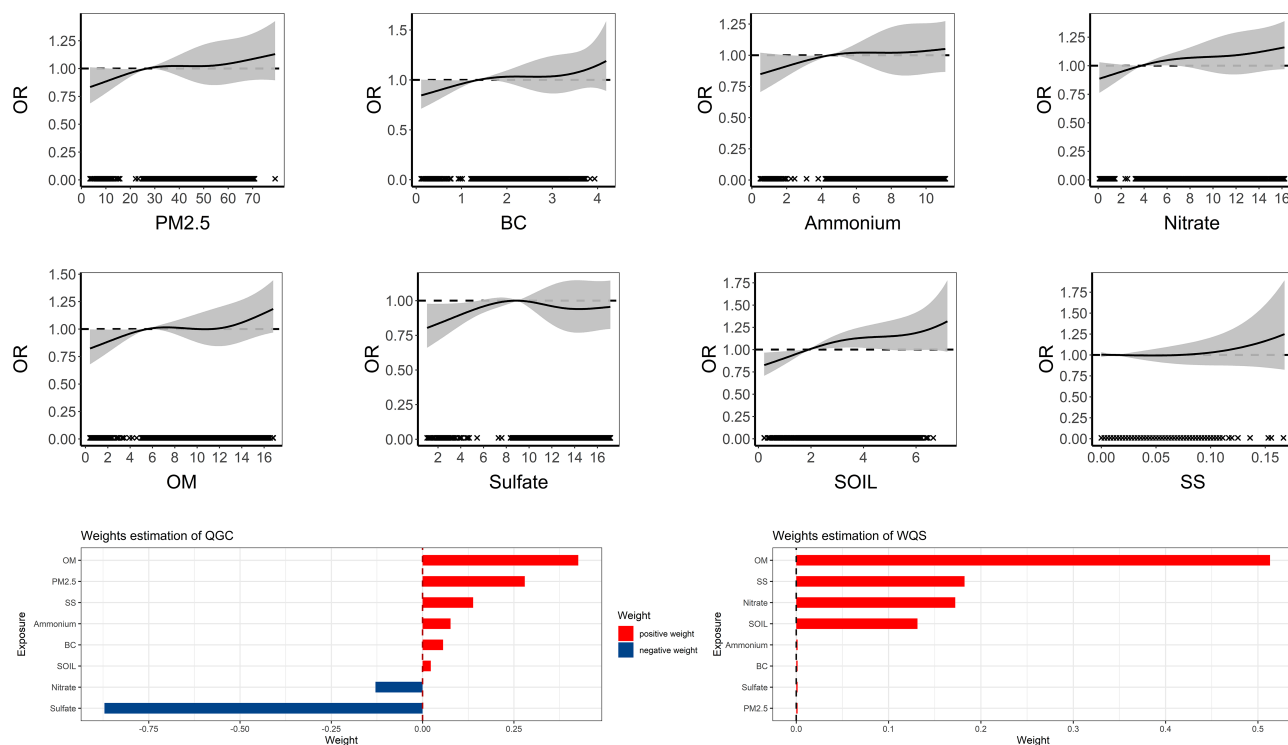 1.25
1.00
0.75
0.50
0.25
0.00
OR
0 10 20 30 40 50 60 70
PM2.5
1.5
1.0
0.5
0.0
OR
1 2 3 4
BC
1.25
1.00
0.75
0.50
0.25
0.00
OR
0 2 4 6 8 10
Ammonium
1.25
1.00
0.75
0.50
0.25
0.00
OR
0 2 4 6 8 10 12 14 16
Nitrate
1.50
1.25
1.00
0.75
0.50
0.25
0.00
OR
0 2 4 6 8 10 12 14 16
OM
1.00
0.75
0.50
0.25
0.00
OR
2 4 6 8 10 12 14 16
Sulfate
1.75
1.50
1.25
1.00
0.75
0.50
0.25
0.00
OR
0 2 4 6
SOIL
1.75
1.50
1.25
1.00
0.75
0.50
0.25
0.00
OR
0.00 0.05 0.10 0.15
SS
Weights estimation of QGC
OM
PM2.5
SS
Ammonium
BC
SOIL
Nitrate
Sulfate
Exposure
-0.75 -0.50 -0.25 0.00 0.25
Weight
Weight
positive weight
negative weight
Weights estimation of WQS
OM
SS
Nitrate
SOIL
Ammonium
BC
Sulfate
PM2.5
Exposure
0.0 0.1 0.2 0.3 0.4 0.5
Weight